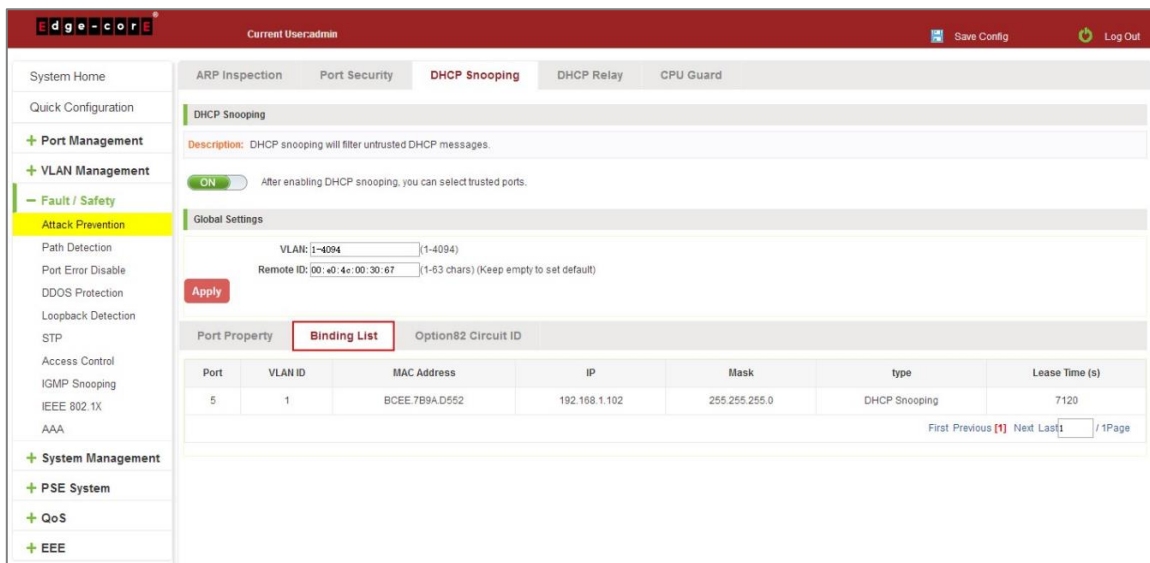 Edge-corE
®
Current User:admin
Save Config
Log Out
System Home
Quick Configuration
Port Management
VLAN Management
Fault / Safety
Attack Prevention
Path Detection
Port Error Disable
DDOS Protection
Loopback Detection
STP
Access Control
IGMP Snooping
IEEE 802.1X
AAA
System Management
PSE System
QoS
EEE
ARP Inspection
Port Security
DHCP Snooping
DHCP Relay
CPU Guard
DHCP Snooping
Description: DHCP snooping will filter untrusted DHCP messages.
ON After enabling DHCP snooping, you can select trusted ports.
Global Settings
VLAN: 1-4094 (1-4094)
Remote ID: 00:e0:4c:00:30:67 (1-63 chars) (Keep empty to set default)
Apply
Port Property
Binding List
Option82 Circuit ID
Port VLAN ID MAC Address IP Mask type Lease Time (s)
5 1 BCEE.7B9A.D552 192.168.1.102 255.255.255.0 DHCP Snooping 7120
First Previous [1] Next Last 1 / 1Page